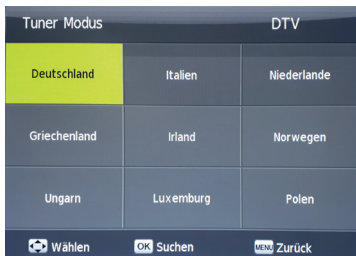 Tuner Modus DTV
Deutschland Italien Niederlande
Griechenland Irland Norwegen
Ungarn Luxemburg Polen
Wählen OK Suchen MENU Zurück